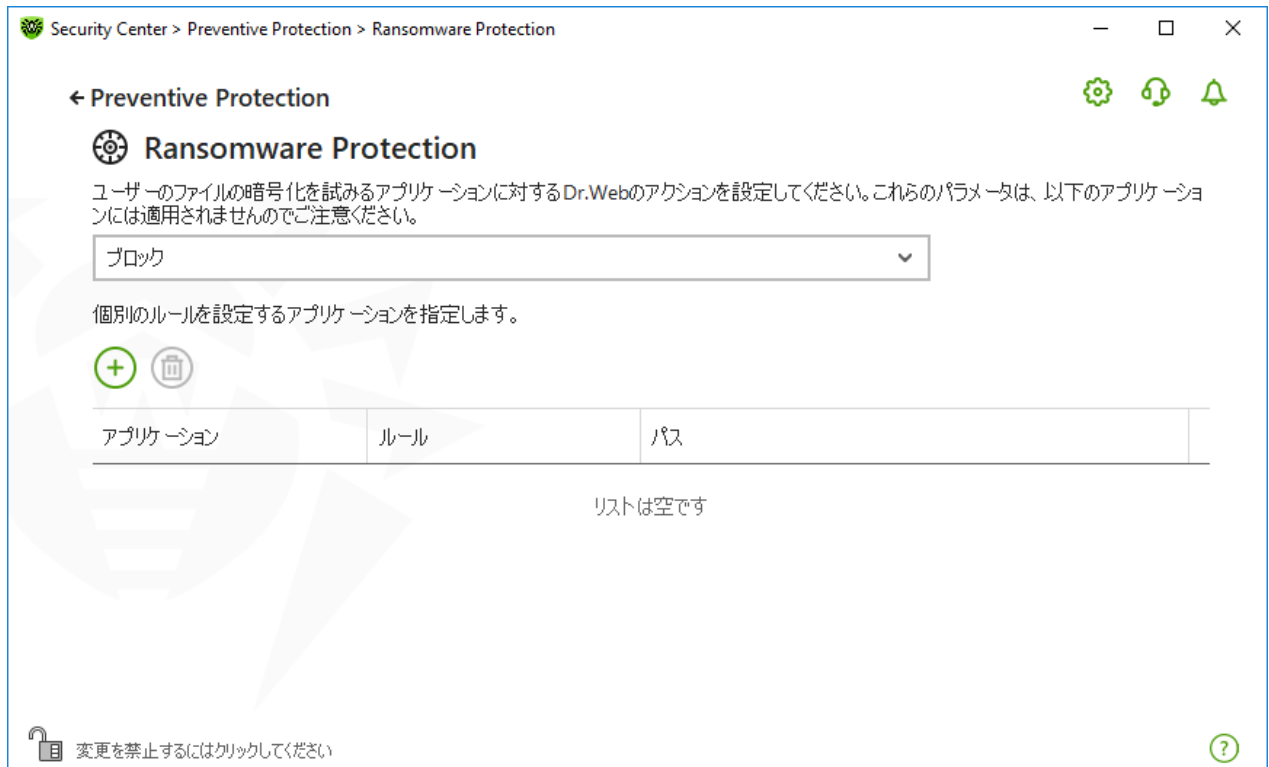 Security Center > Preventive Protection > Ransomware Protection
Preventive Protection
Ransomware Protection
ユーザーのファイルの暗号化を試みるアプリケーションに対するDr.Webのアクションを設定してください。これらのパラメータは、以下のアプリケーショ
ンには適用されませんのでご注意ください。
ブロック
個別のルールを設定するアプリケーションを指定します。
アプリケーション ルール パス
リストは空です
変更を禁止するにはクリックしてください